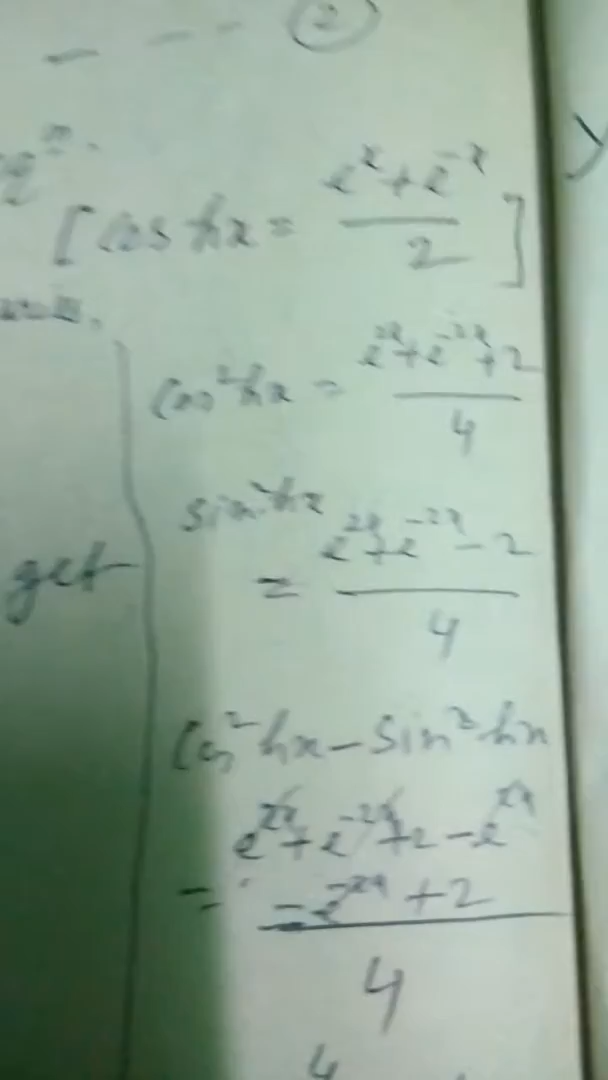 - - - (2)
[cos hx = (e^x + e^-x)/2]
cos²hx = (e^2x + e^-2x + 2)/4
sin²hx
= (e^2x + e^-2x - 2)/4
get
cos²hx - sin²hx
= (e^2x + e^-2x + 2 - e^2x
- e^-2x + 2)/4
4